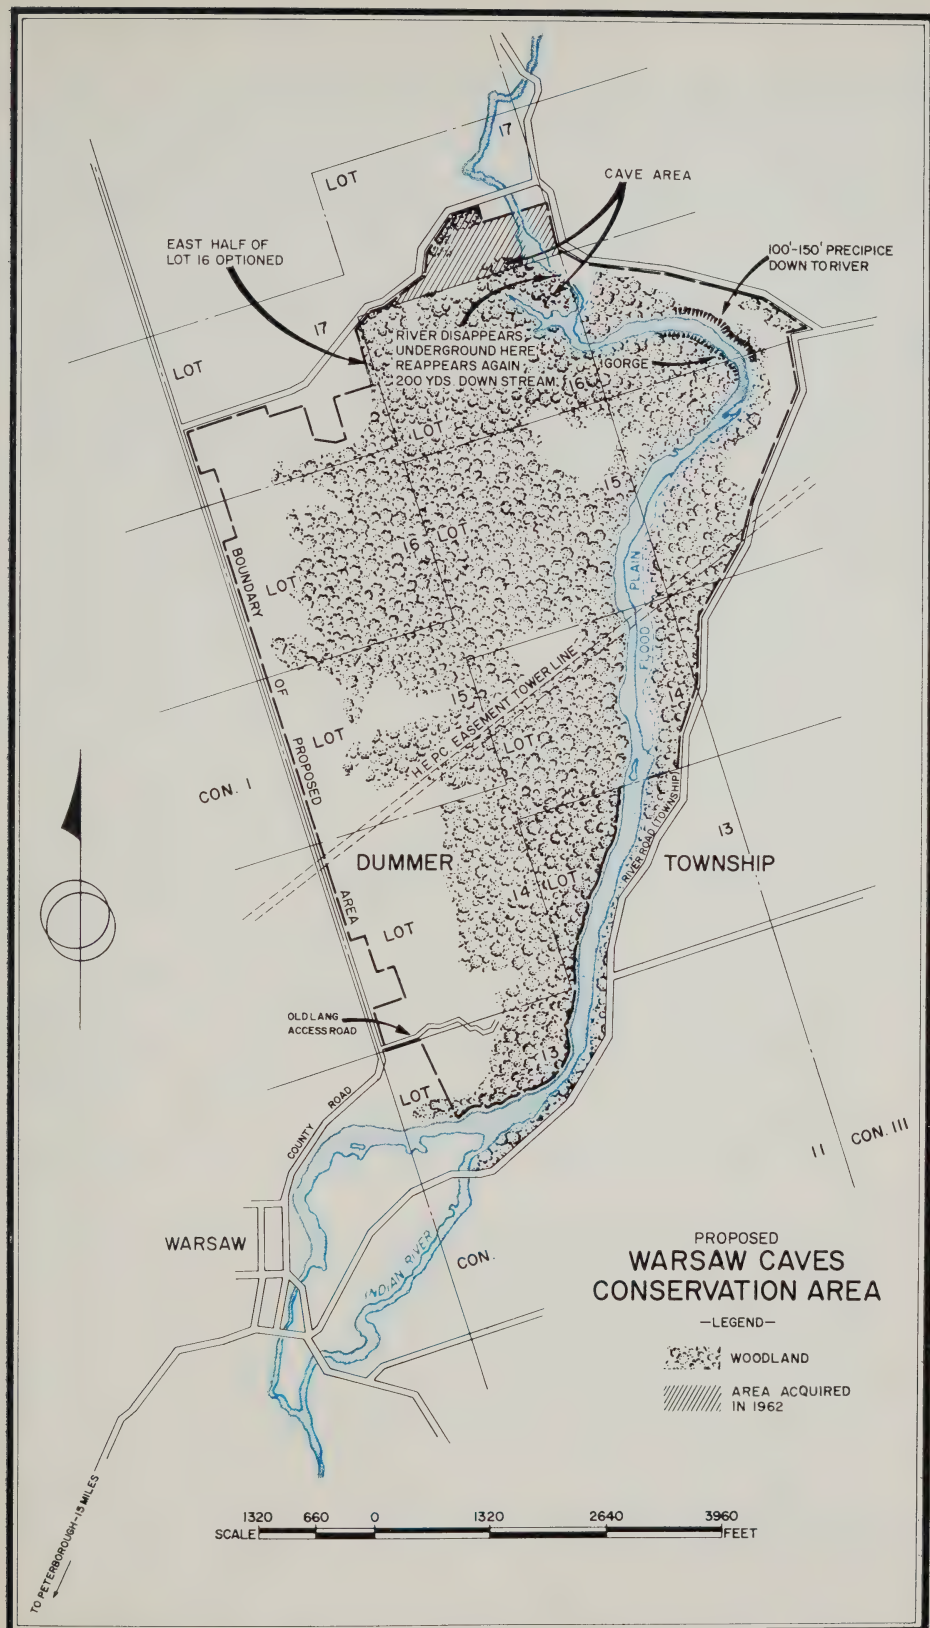 17
LOT
CAVE AREA
EAST HALF OF
LOT 16 OPTIONED
100'-150' PRECIPICE
DOWN TO RIVER
17
LOT
RIVER DISAPPEARS
UNDERGROUND HERE
REAPPEARS AGAIN
200 YDS. DOWN STREAM
GORGE
16
LOT
15
BOUNDARY OF PROPOSED AREA
16
LOT
LOT
FLOOD PLAIN
15
LOT
LOT
14
H.E.P.C. EASEMENT TOWER LINE
CON. I
RIVER ROAD (TOWNSHIP)
13
DUMMER TOWNSHIP
14
LOT
LOT
OLD LANG
ACCESS ROAD
13
LOT
COUNTY ROAD
11
CON. III
WARSAW
INDIAN RIVER
CON.
PROPOSED
WARSAW CAVES
CONSERVATION AREA
—LEGEND—
WOODLAND
AREA ACQUIRED
IN 1962
TO PETERBOROUGH-15 MILES
1320 660 0 1320 2640 3960
SCALE FEET